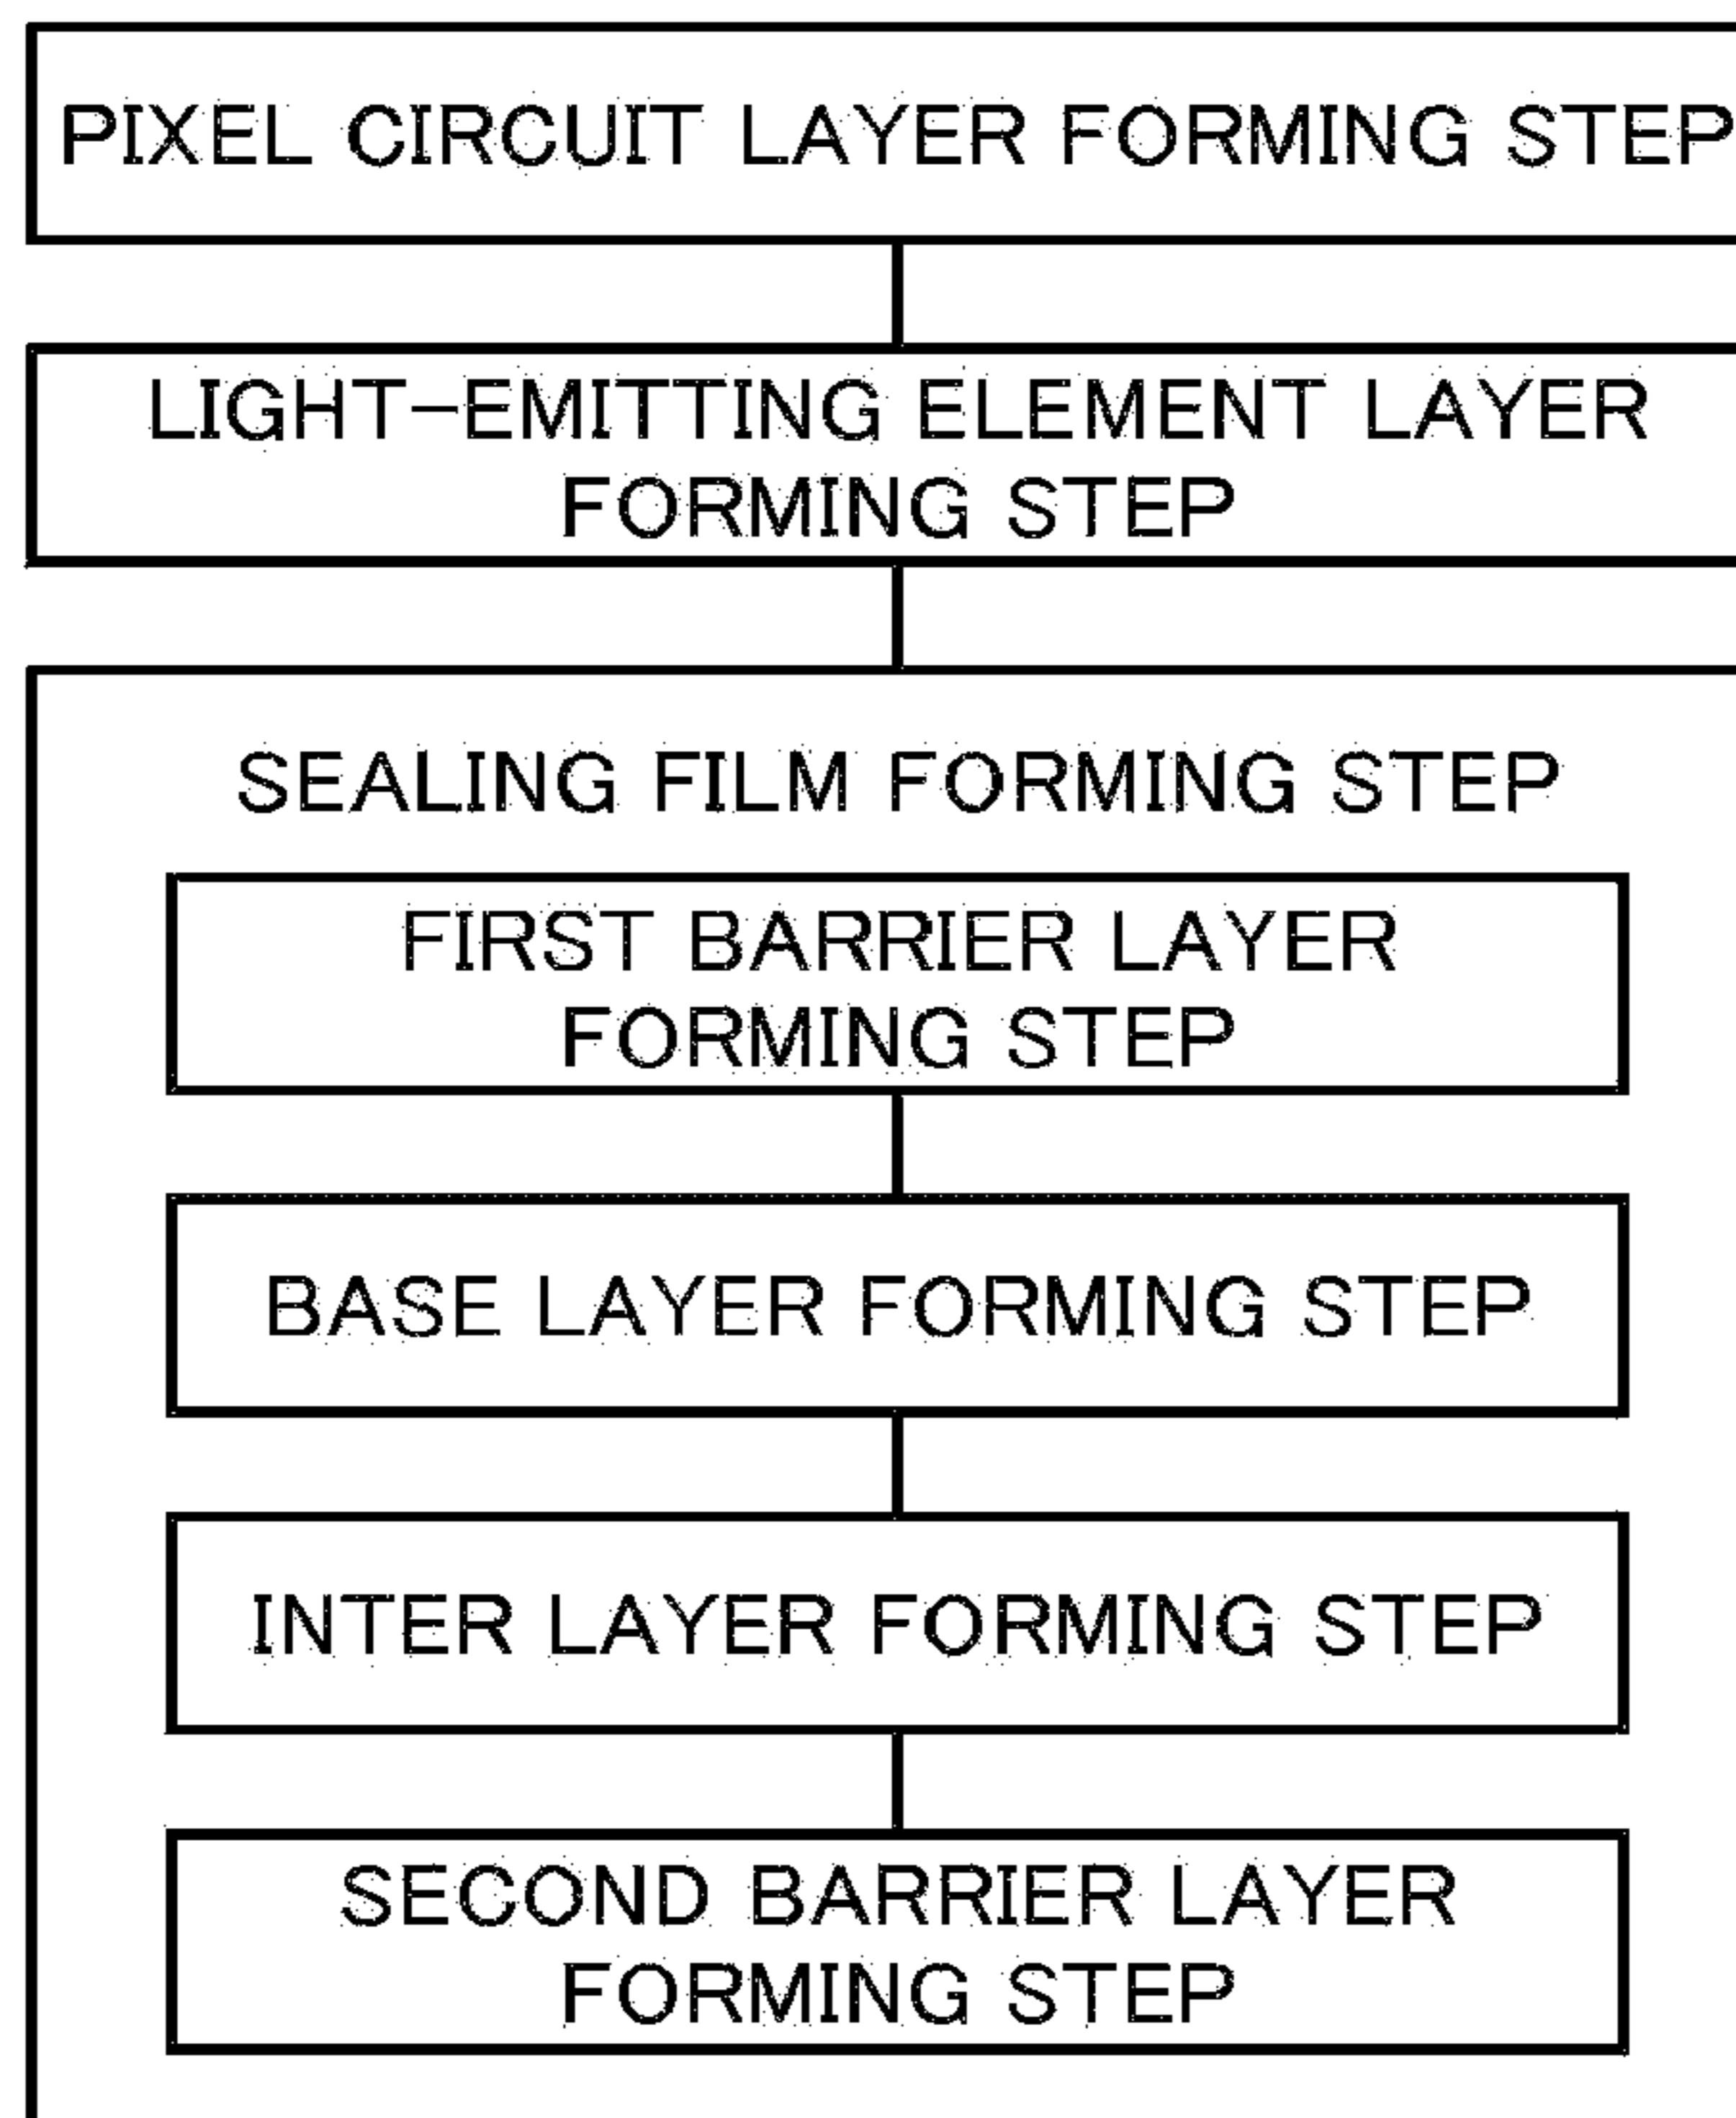 PIXEL CIRCUIT LAYER FORMING STEP
LIGHT-EMITTING ELEMENT LAYER
FORMING STEP
SEALING FILM FORMING STEP
FIRST BARRIER LAYER
FORMING STEP
BASE LAYER FORMING STEP
INTER LAYER FORMING STEP
SECOND BARRIER LAYER
FORMING STEP